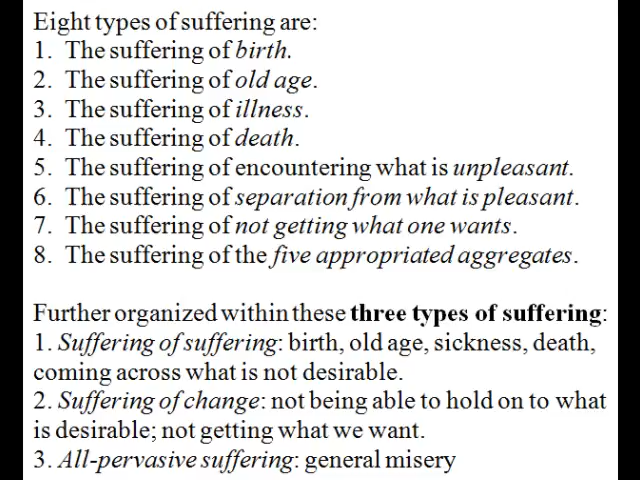 Eight types of suffering are:
1. The suffering of birth.
2. The suffering of old age.
3. The suffering of illness.
4. The suffering of death.
5. The suffering of encountering what is unpleasant.
6. The suffering of separation from what is pleasant.
7. The suffering of not getting what one wants.
8. The suffering of the five appropriated aggregates.
Further organized within these three types of suffering:
1. Suffering of suffering: birth, old age, sickness, death,
coming across what is not desirable.
2. Suffering of change: not being able to hold on to what
is desirable; not getting what we want.
3. All-pervasive suffering: general misery